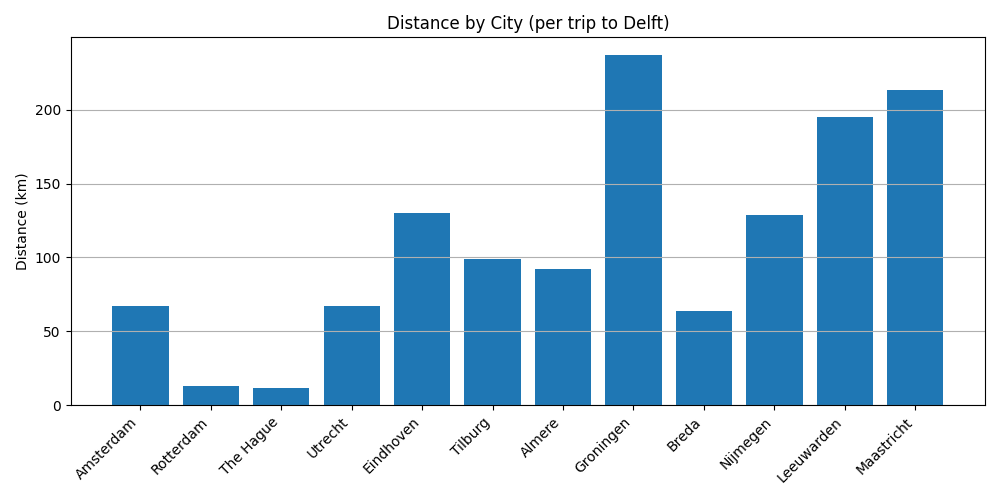 Distance by City (per trip to Delft)
Distance (km)
200
150
100
50
0
Amsterdam
Rotterdam
The Hague
Utrecht
Eindhoven
Tilburg
Almere
Groningen
Breda
Nijmegen
Leeuwarden
Maastricht